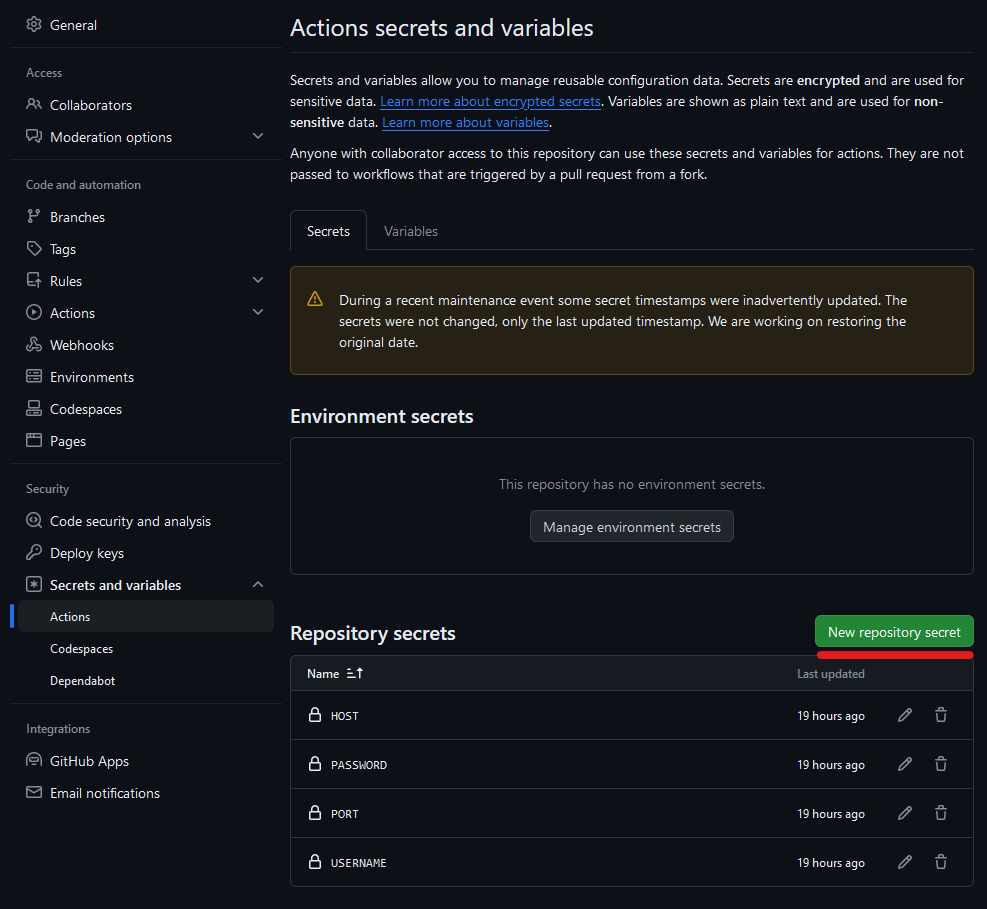 General
Access
Collaborators
Moderation options
Code and automation
Branches
Tags
Rules
Actions
Webhooks
Environments
Codespaces
Pages
Security
Code security and analysis
Deploy keys
Secrets and variables
Actions
Codespaces
Dependabot
Integrations
GitHub Apps
Email notifications
Actions secrets and variables
Secrets and variables allow you to manage reusable configuration data. Secrets are encrypted and are used for
sensitive data. Learn more about encrypted secrets. Variables are shown as plain text and are used for non-
sensitive data. Learn more about variables.
Anyone with collaborator access to this repository can use these secrets and variables for actions. They are not
passed to workflows that are triggered by a pull request from a fork.
Secrets
Variables
During a recent maintenance event some secret timestamps were inadvertently updated. The
secrets were not changed, only the last updated timestamp. We are working on restoring the
original date.
Environment secrets
This repository has no environment secrets.
Manage environment secrets
Repository secrets
New repository secret
Name Last updated
HOST 19 hours ago
PASSWORD 19 hours ago
PORT 19 hours ago
USERNAME 19 hours ago